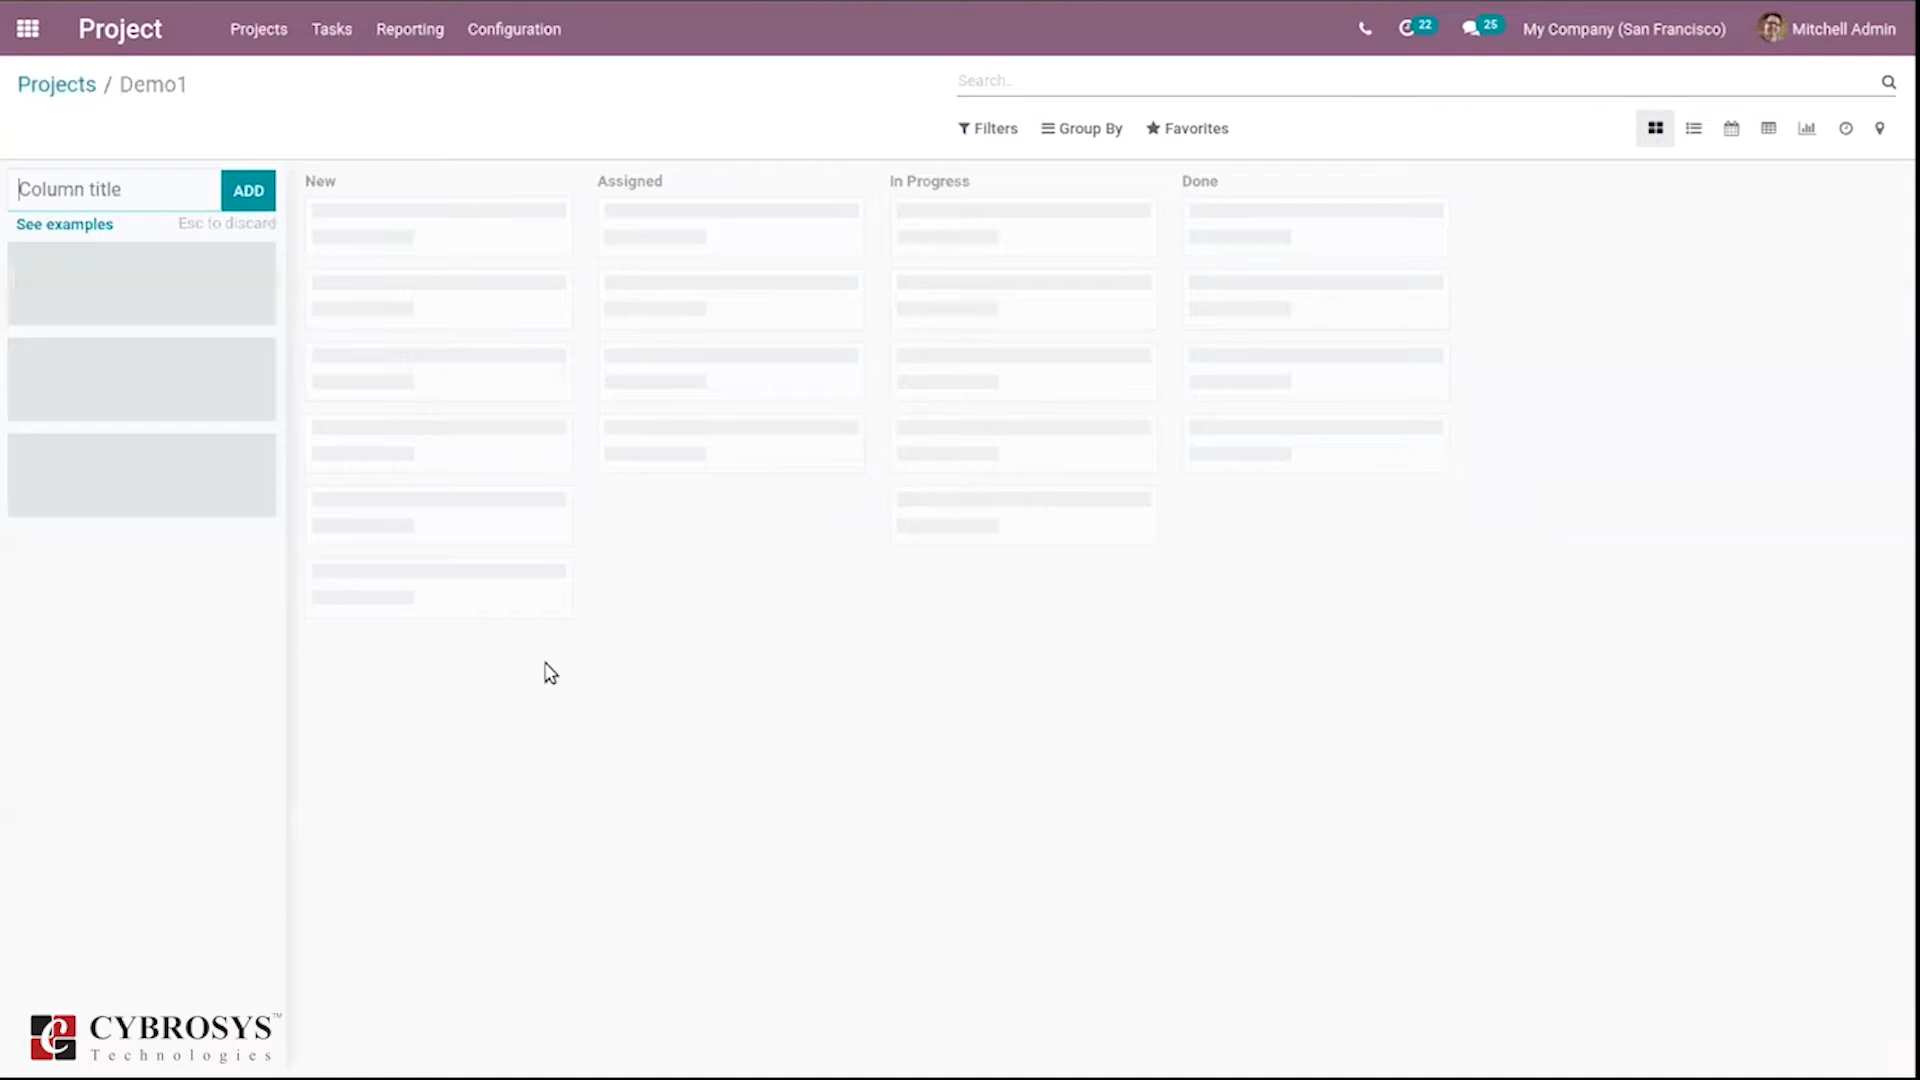 Project
Projects
Tasks
Reporting
Configuration
22
25
My Company (San Francisco)
Mitchell Admin
Projects / Demo1
Search...
Filters
Group By
Favorites
Column title
ADD
See examples
Esc to discard
New
Assigned
In Progress
Done
CYBROSYS™
Technologies